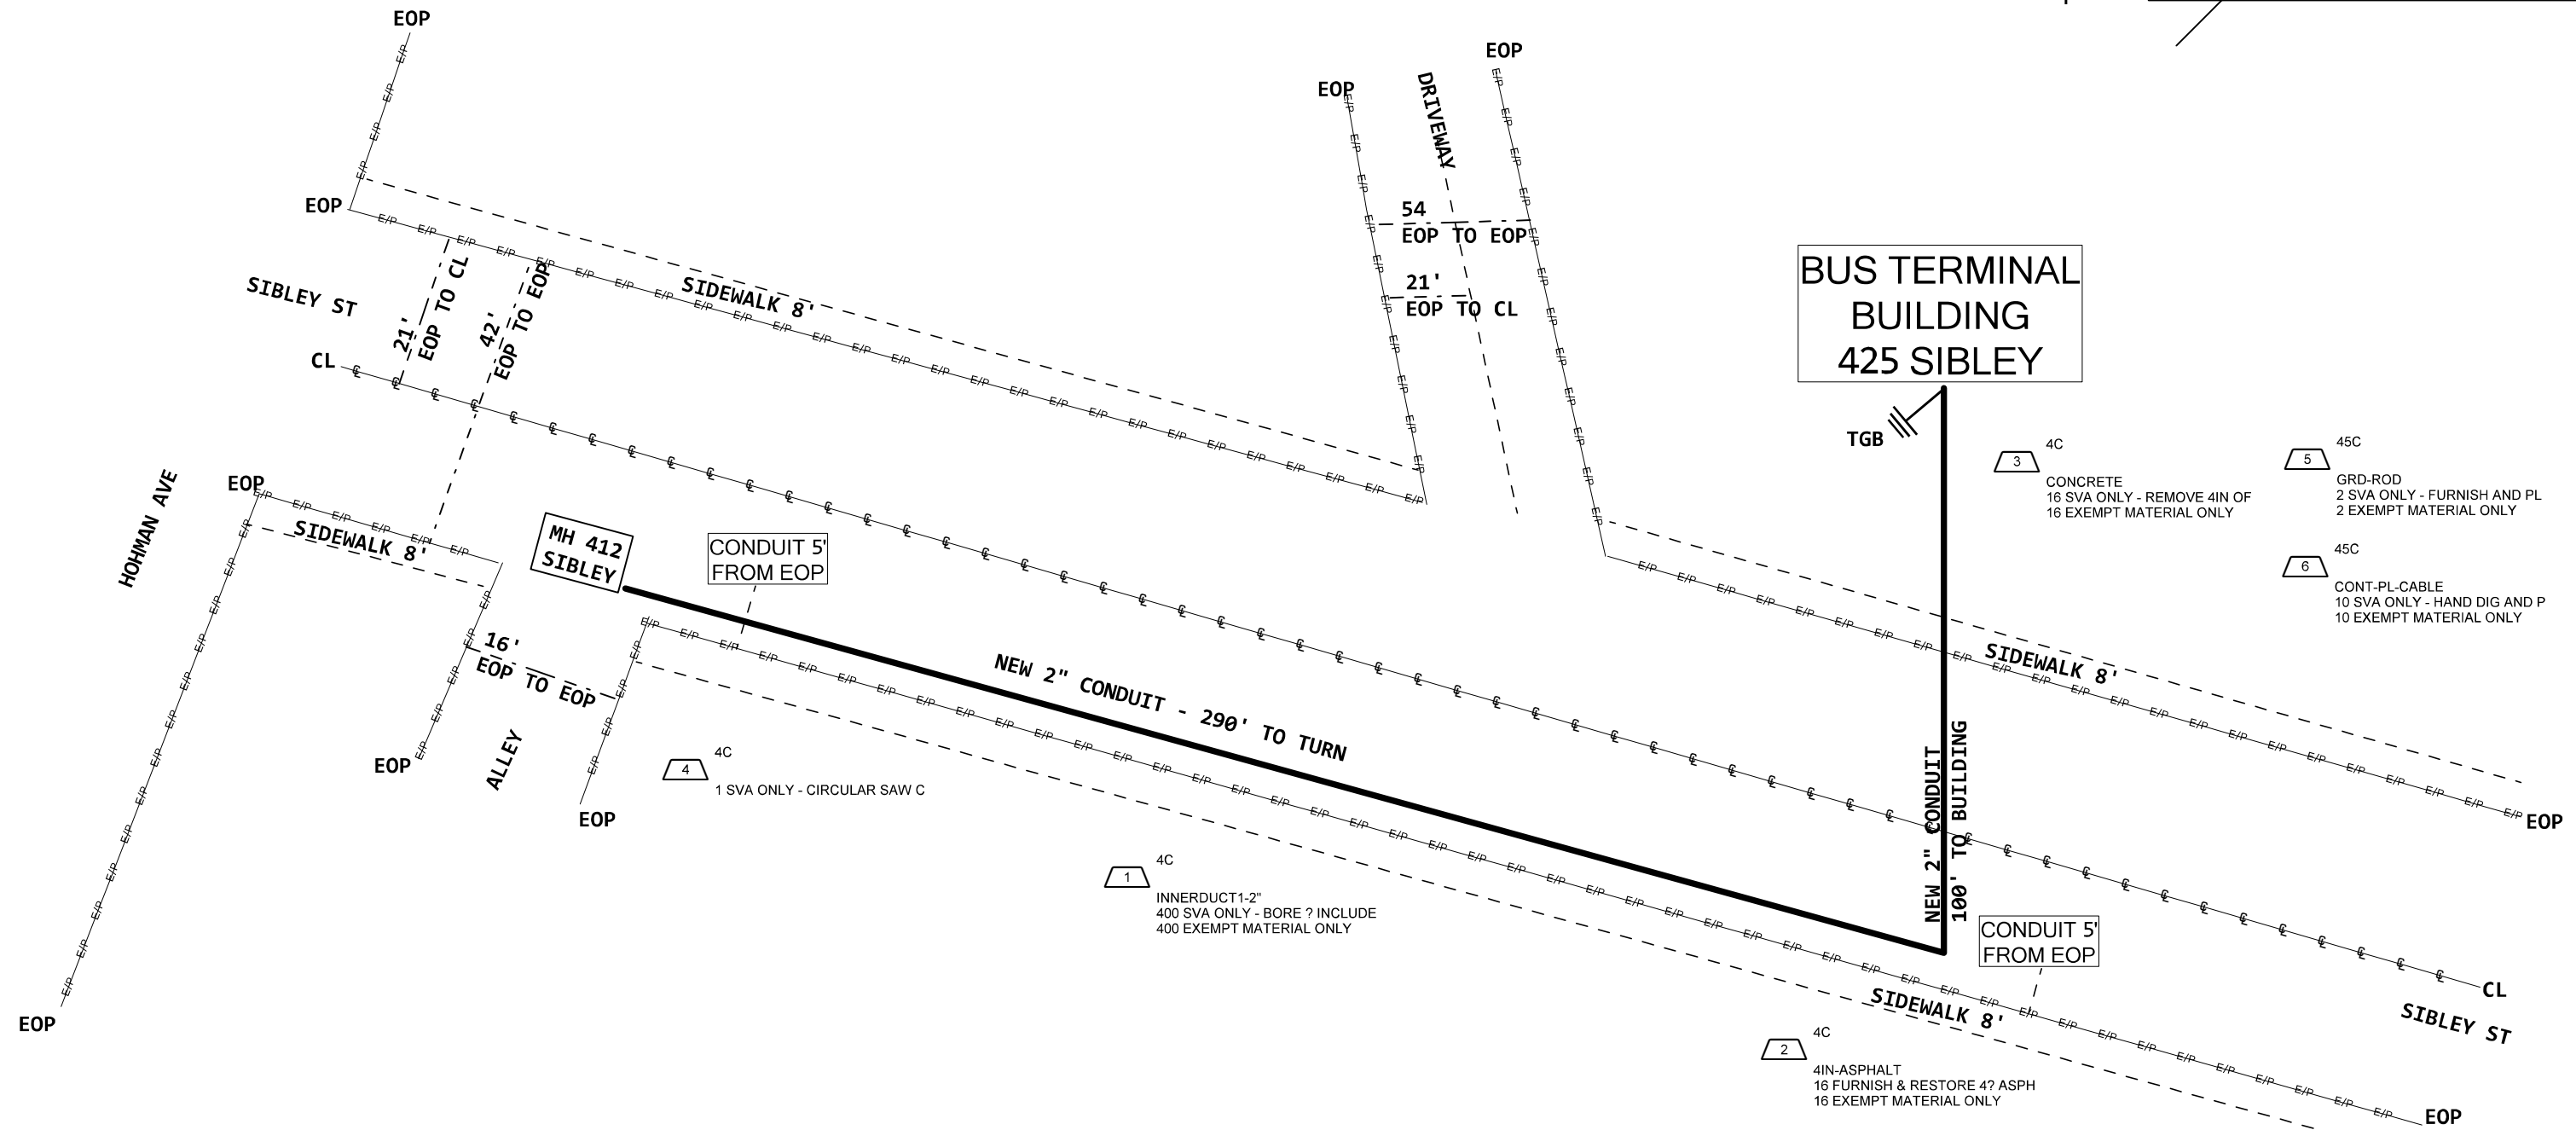 EOP
EOP
EOP
DRIVEWAY
EOP
SIBLEY ST
21'
EOP TO CL
42'
EOP TO EOP
SIDEWALK 8'
54
EOP TO EOP
21'
EOP TO CL
BUS TERMINAL
BUILDING
425 SIBLEY
CL
TGB
3
4C
CONCRETE
16 SVA ONLY - REMOVE 4IN OF
16 EXEMPT MATERIAL ONLY
5
45C
GRD-ROD
2 SVA ONLY - FURNISH AND PL
2 EXEMPT MATERIAL ONLY
6
45C
CONT-PL-CABLE
10 SVA ONLY - HAND DIG AND P
10 EXEMPT MATERIAL ONLY
HOHMAN AVE
EOP
SIDEWALK 8'
MH 412
SIBLEY
CONDUIT 5'
FROM EOP
16'
EOP TO EOP
NEW 2" CONDUIT - 290' TO TURN
SIDEWALK 8'
NEW 2" CONDUIT
100' TO BUILDING
EOP
ALLEY
EOP
4
4C
1 SVA ONLY - CIRCULAR SAW C
EOP
1
4C
INNERDUCT1-2"
400 SVA ONLY - BORE ? INCLUDE
400 EXEMPT MATERIAL ONLY
CONDUIT 5'
FROM EOP
SIDEWALK 8'
CL
SIBLEY ST
EOP
2
4C
4IN-ASPHALT
16 FURNISH & RESTORE 4? ASPH
16 EXEMPT MATERIAL ONLY
EOP